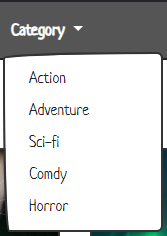 Category
Action
Adventure
Sci-fi
Comdy
Horror